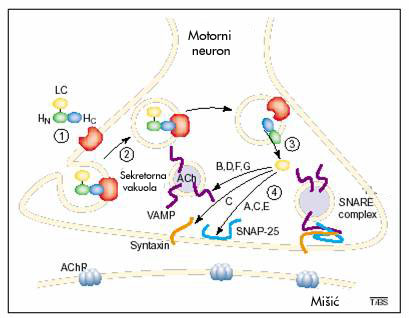 Motorni
neuron
LC
HN HC
1
2
3
Sekretorna
vakuola
ACh
B,D,F,G
4
VAMP
C
A,C,E
SNARE
complex
SNAP-25
Syntaxin
AChR
Mišić
TiBS